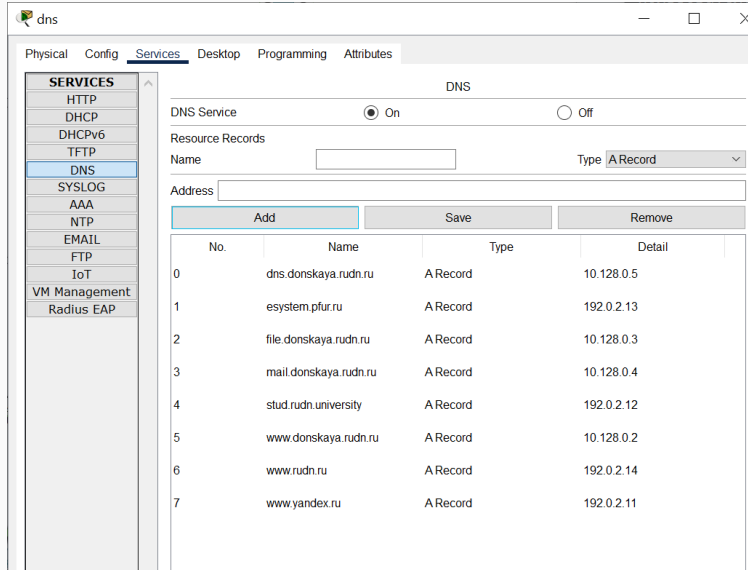 dns
Physical Config Services Desktop Programming Attributes
SERVICES
HTTP
DHCP
DHCPv6
TFTP
DNS
SYSLOG
AAA
NTP
EMAIL
FTP
IoT
VM Management
Radius EAP
DNS
DNS Service On Off
Resource Records
Name Type A Record
Address
Add Save Remove
No. Name Type Detail
0 dns.donskaya.rudn.ru A Record 10.128.0.5
1 esystem.pfur.ru A Record 192.0.2.13
2 file.donskaya.rudn.ru A Record 10.128.0.3
3 mail.donskaya.rudn.ru A Record 10.128.0.4
4 stud.rudn.university A Record 192.0.2.12
5 www.donskaya.rudn.ru A Record 10.128.0.2
6 www.rudn.ru A Record 192.0.2.14
7 www.yandex.ru A Record 192.0.2.11